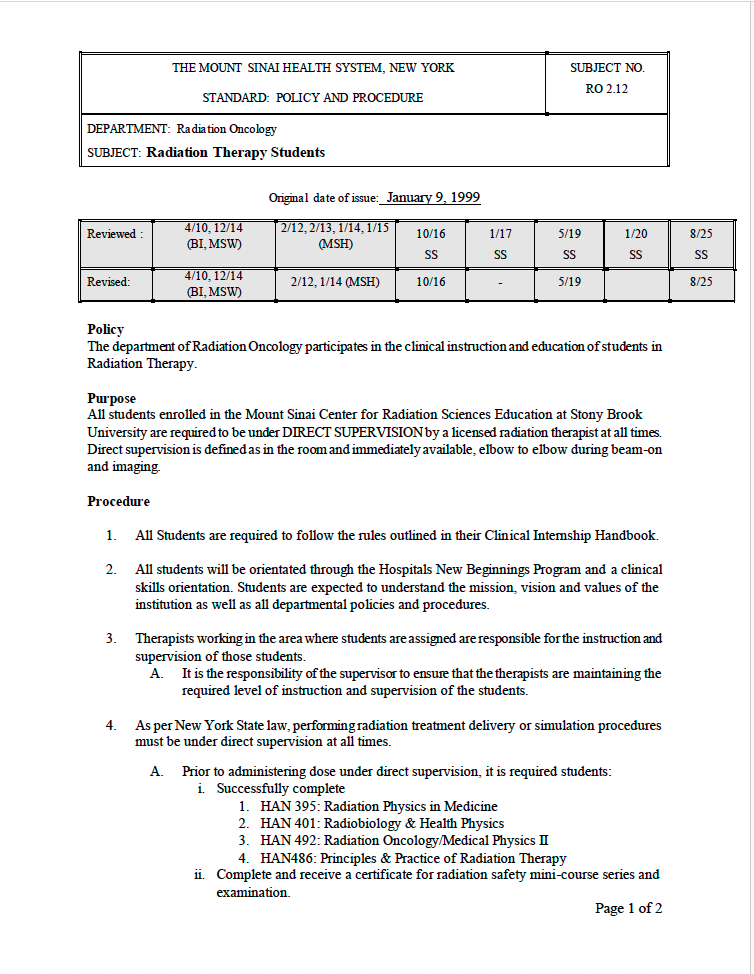 THE MOUNT SINAI HEALTH SYSTEM, NEW YORK
STANDARD: POLICY AND PROCEDURE
SUBJECT NO.
RO 2.12
DEPARTMENT: Radiation Oncology
SUBJECT: Radiation Therapy Students
Original date of issue: January 9, 1999
Reviewed : 4/10, 12/14 (BI, MSW) 2/12, 2/13, 1/14, 1/15 (MSH) 10/16 SS 1/17 SS 5/19 SS 1/20 SS 8/25 SS
Revised: 4/10, 12/14 (BI, MSW) 2/12, 1/14 (MSH) 10/16 - 5/19 8/25
Policy
The department of Radiation Oncology participates in the clinical instruction and education of students in
Radiation Therapy.
Purpose
All students enrolled in the Mount Sinai Center for Radiation Sciences Education at Stony Brook
University are required to be under DIRECT SUPERVISION by a licensed radiation therapist at all times.
Direct supervision is defined as in the room and immediately available, elbow to elbow during beam-on
and imaging.
Procedure
1. All Students are required to follow the rules outlined in their Clinical Internship Handbook.
2. All students will be orientated through the Hospitals New Beginnings Program and a clinical
skills orientation. Students are expected to understand the mission, vision and values of the
institution as well as all departmental policies and procedures.
3. Therapists working in the area where students are assigned are responsible for the instruction and
supervision of those students.
A. It is the responsibility of the supervisor to ensure that the therapists are maintaining the
required level of instruction and supervision of the students.
4. As per New York State law, performing radiation treatment delivery or simulation procedures
must be under direct supervision at all times.
A. Prior to administering dose under direct supervision, it is required students:
i. Successfully complete
1. HAN 395: Radiation Physics in Medicine
2. HAN 401: Radiobiology & Health Physics
3. HAN 492: Radiation Oncology/Medical Physics II
4. HAN486: Principles & Practice of Radiation Therapy
ii. Complete and receive a certificate for radiation safety mini-course series and
examination.
Page 1 of 2